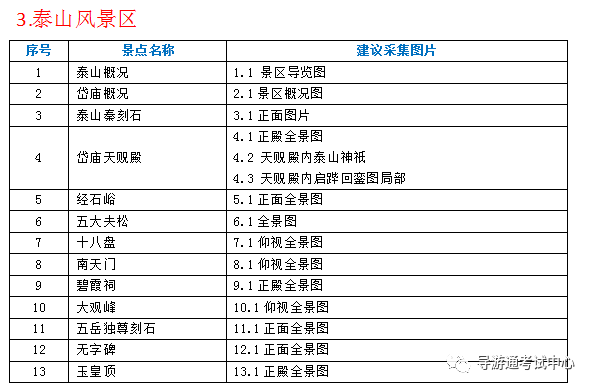 3.泰山风景区
序号 景点名称 建议采集图片
1 泰山概况 1.1 景区导览图
2 岱庙概况 2.1景区概况图
3 泰山秦刻石 3.1正面图片
4 岱庙天贶殿 4.1正殿全景图
4.2 天贶殿内泰山神祇
4.3 天贶殿内启跸回銮图局部
5 经石峪 5.1正面全景图
6 五大夫松 6.1全景图
7 十八盘 7.1仰视全景图
8 南天门 8.1仰视全景图
9 碧霞祠 9.1正殿全景图
10 大观峰 10.1仰视全景图
11 五岳独尊刻石 11.1正面全景图
12 无字碑 12.1正面全景图
13 玉皇顶 13.1正殿全景图
导游通考试中心